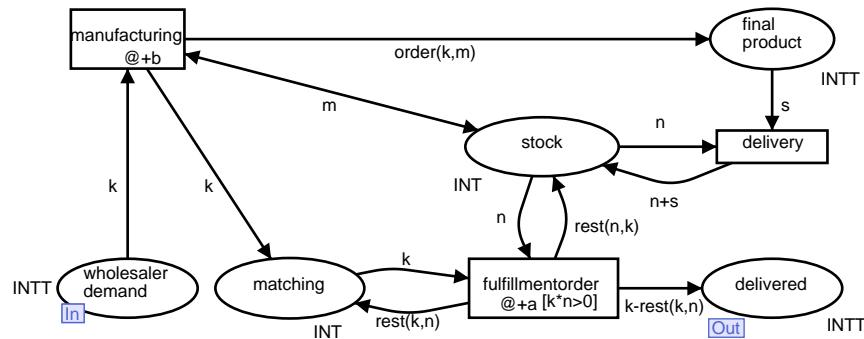 manufacturing
@+b
order(k,m)
final
product
INTT
m
s
stock
n
delivery
k
k
INT
n+s
n
rest(n,k)
INTT
wholesaler
demand
In
matching
k
fulfillmentorder
@+a [k*n>0]
delivered
rest(k,n)
k-rest(k,n)
INT
Out
INTT